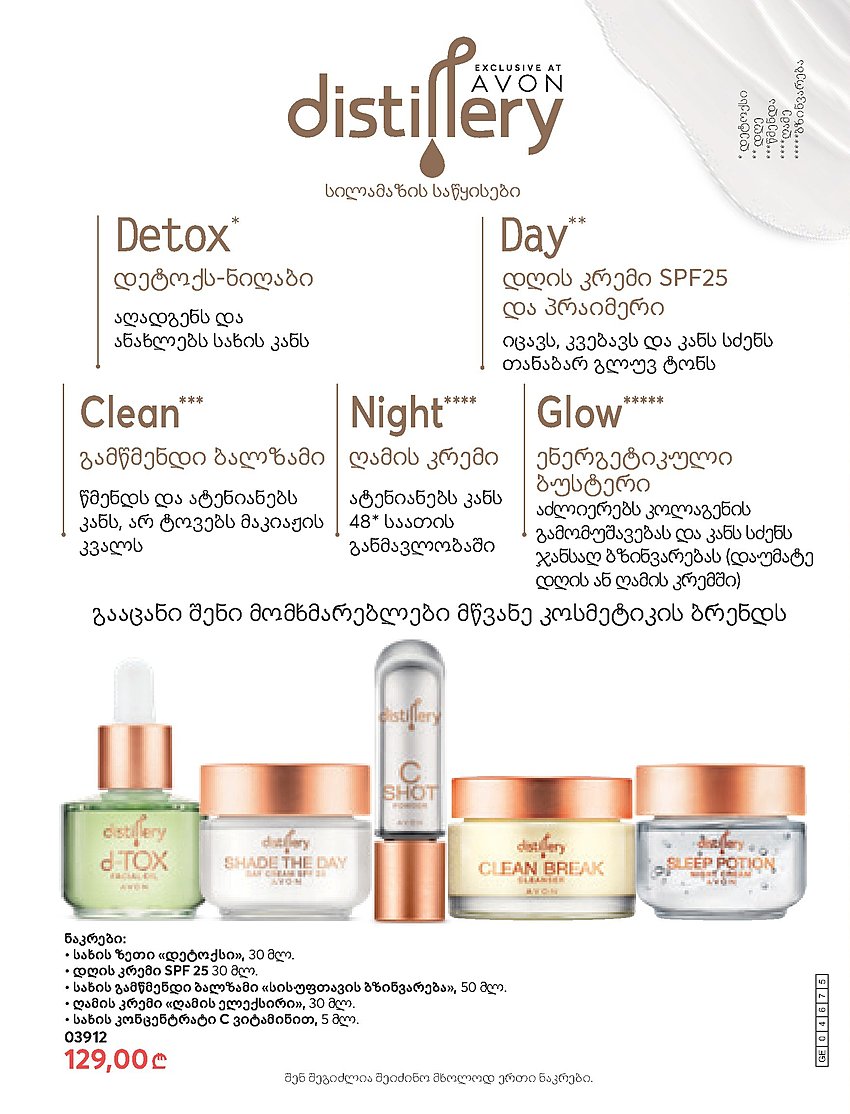 EXCLUSIVE AT
AVON
distillery
სილამაზის საწყისები
* დეტოქსი
** დღე
***წმენდა
****ღამე
*****ბზინვარება
Detox*
დეტოქს-ნიღაბი
აღადგენს და
ანახლებს სახის კანს
Day**
დღის კრემი SPF25
და პრაიმერი
იცავს, კვებავს და კანს სძენს
თანაბარ გლუვ ტონს
Clean***
გამწმენდი ბალზამი
წმენდს და ატენიანებს
კანს, არ ტოვებს მაკიაჟის
კვალს
Night****
ღამის კრემი
ატენიანებს კანს
48* საათის
განმავლობაში
Glow*****
ენერგეტიკული
ბუსტერი
აძლიერებს კოლაგენის
გამომუშავებას და კანს სძენს
ჯანსაღ ბზინვარებას (დაუმატე
დღის ან ღამის კრემში)
გააცანი შენი მომხმარებლები მწვანე კოსმეტიკის ბრენდს
distillery
d-TOX
FACIAL OIL
AVON
distillery
SHADE THE DAY
DAY CREAM SPF 25
AVON
distillery
C
SHOT
POWDER
AVON
distillery
CLEAN BREAK
CLEANSER
AVON
distillery
SLEEP POTION
NIGHT CREAM
AVON
ნაკრები:
• სახის ზეთი «დეტოქსი», 30 მლ.
• დღის კრემი SPF 25 30 მლ.
• სახის გამწმენდი ბალზამი «სისუფთავის ბზინვარება», 50 მლ.
• ღამის კრემი «ღამის ელექსირი», 30 მლ.
• სახის კონცენტრატი C ვიტამინით, 5 მლ.
03912
129,00 ₾
შენ შეგიძლია შეიძინო მხოლოდ ერთი ნაკრები.
GE 0 4 6 7 5